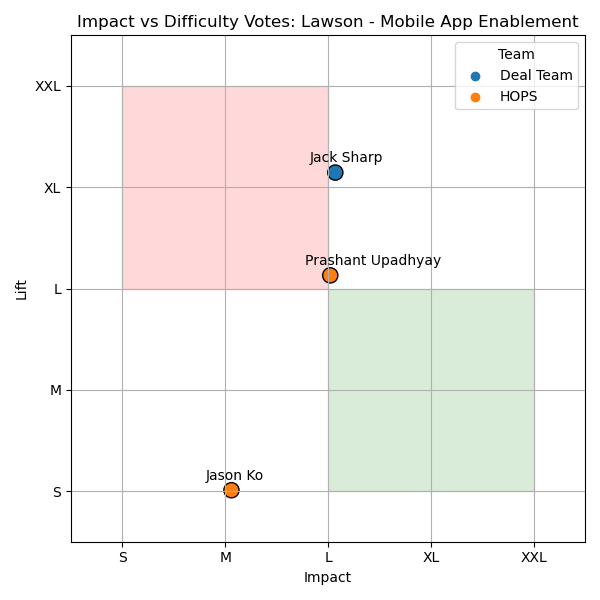 Impact vs Difficulty Votes: Lawson - Mobile App Enablement
Team
Deal Team
HOPS
XXL
XL
L
M
S
Lift
Jack Sharp
Prashant Upadhyay
Jason Ko
S
M
L
XL
XXL
Impact